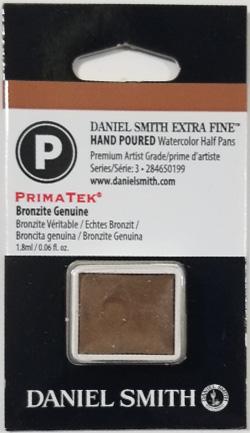 P
DANIEL SMITH EXTRA FINE™
HAND POURED Watercolor Half Pans
Premium Artist Grade/prime d'artiste
Series/Série: 3 • 284650199
www.danielsmith.com
PRIMATEK®
Bronzite Genuine
Bronzite Véritable / Echtes Bronzit /
Broncita genuina / Bronzite Genuina
1.8ml / 0.06 fl. oz.
DANIEL SMITH